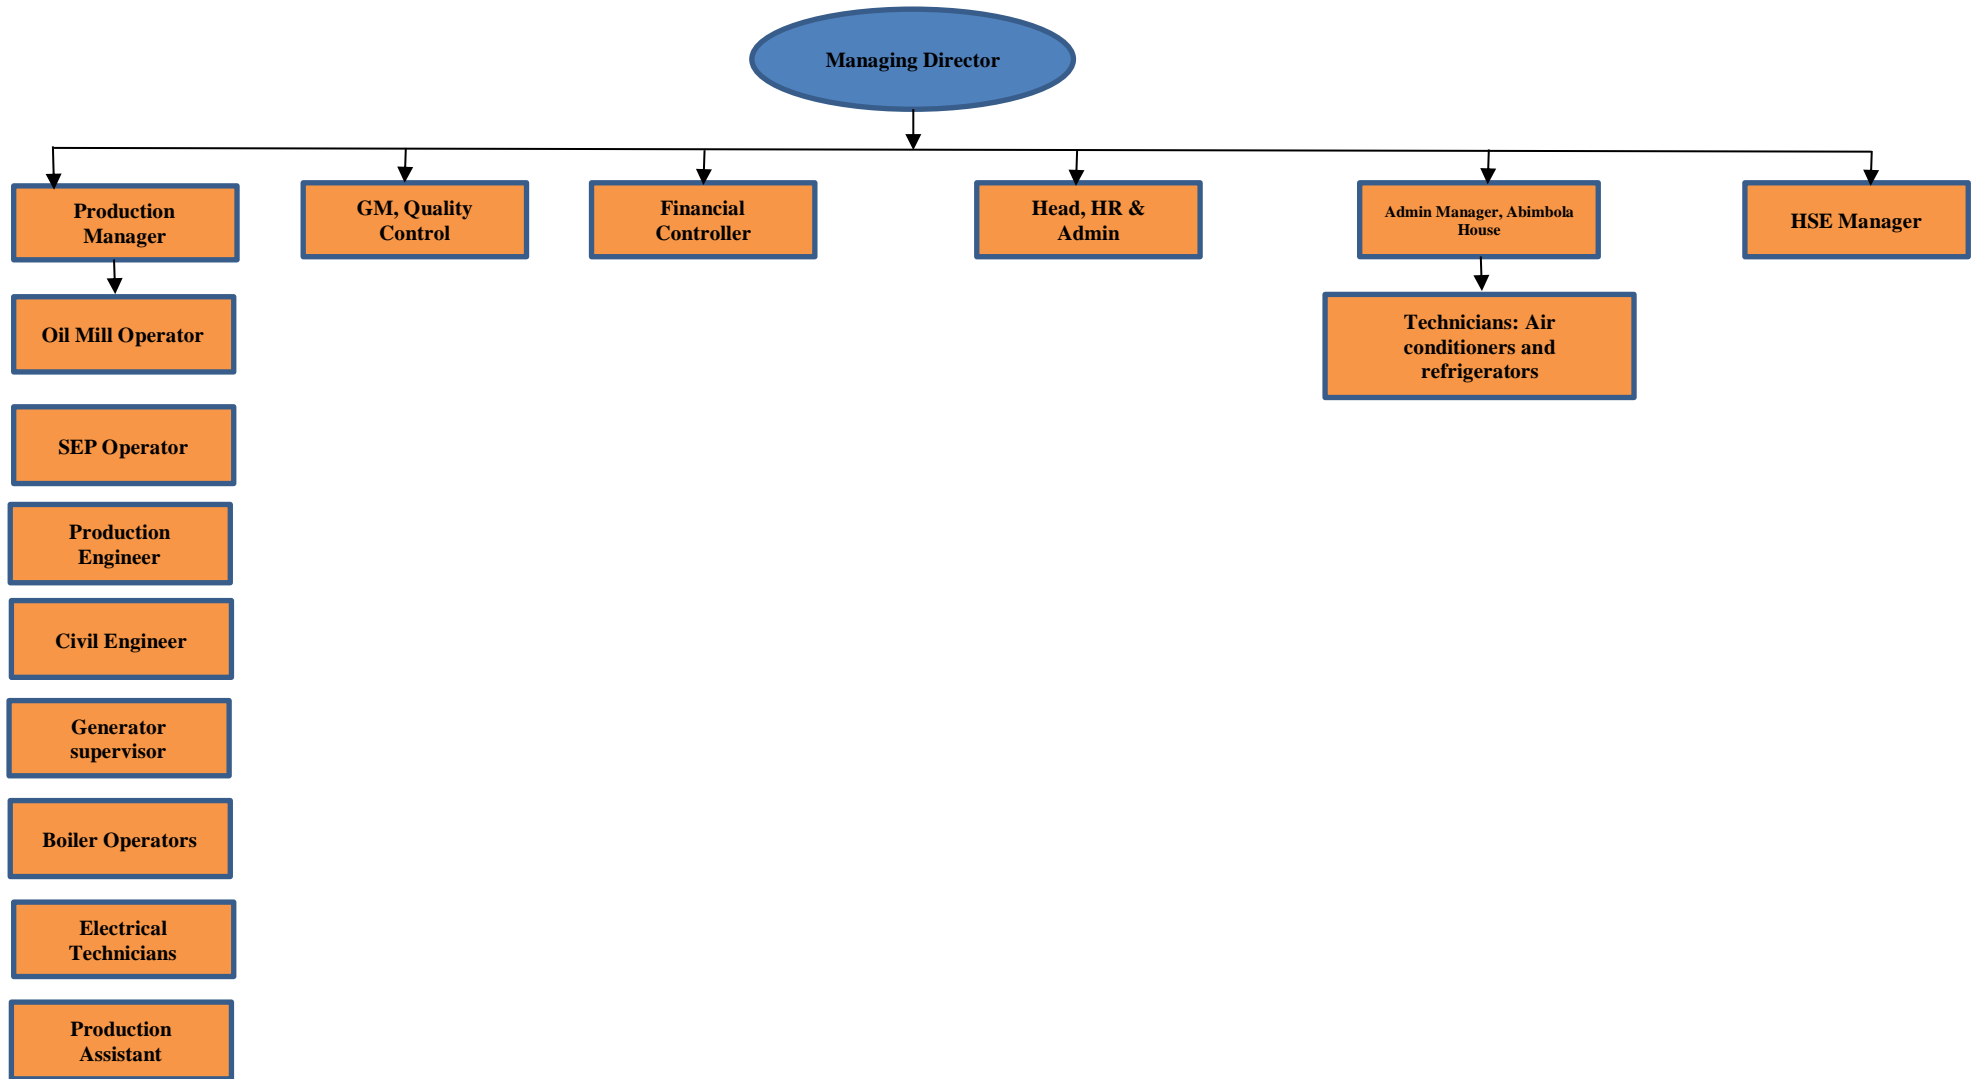 Managing Director
Production
Manager
GM, Quality
Control
Financial
Controller
Head, HR &
Admin
Admin Manager, Abimbola
House
HSE Manager
Oil Mill Operator
Technicians: Air
conditioners and
refrigerators
SEP Operator
Production
Engineer
Civil Engineer
Generator
supervisor
Boiler Operators
Electrical
Technicians
Production
Assistant